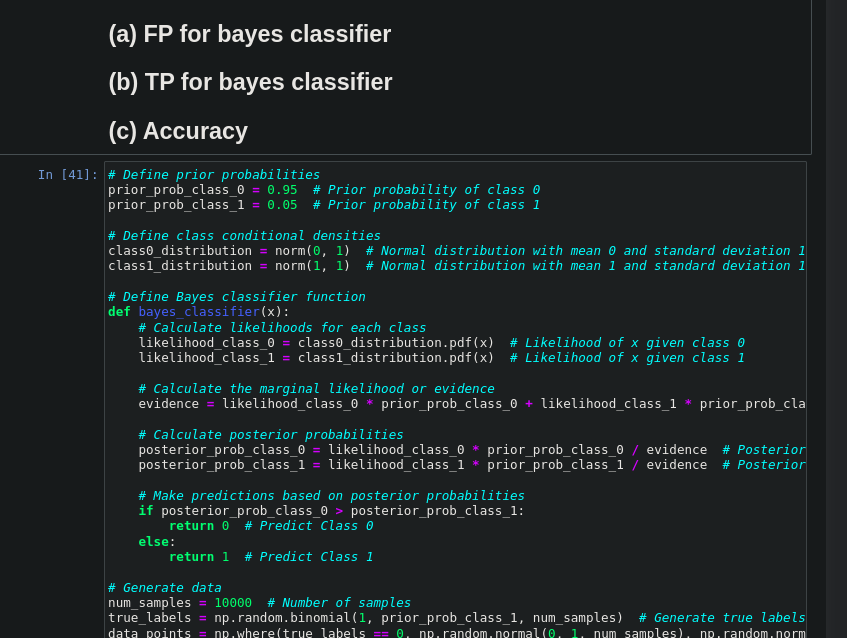 (a) FP for bayes classifier
(b) TP for bayes classifier
(c) Accuracy
In [41]:
# Define prior probabilities
prior_prob_class_0 = 0.95  # Prior probability of class 0
prior_prob_class_1 = 0.05  # Prior probability of class 1
# Define class conditional densities
class0_distribution = norm(0, 1)  # Normal distribution with mean 0 and standard deviation 1
class1_distribution = norm(1, 1)  # Normal distribution with mean 1 and standard deviation 1
# Define Bayes classifier function
def bayes_classifier(x):
    # Calculate likelihoods for each class
    likelihood_class_0 = class0_distribution.pdf(x)  # Likelihood of x given class 0
    likelihood_class_1 = class1_distribution.pdf(x)  # Likelihood of x given class 1
    # Calculate the marginal likelihood or evidence
    evidence = likelihood_class_0 * prior_prob_class_0 + likelihood_class_1 * prior_prob_cla
    # Calculate posterior probabilities
    posterior_prob_class_0 = likelihood_class_0 * prior_prob_class_0 / evidence  # Posterior
    posterior_prob_class_1 = likelihood_class_1 * prior_prob_class_1 / evidence  # Posterior
    # Make predictions based on posterior probabilities
    if posterior_prob_class_0 > posterior_prob_class_1:
        return 0  # Predict Class 0
    else:
        return 1  # Predict Class 1
# Generate data
num_samples = 10000  # Number of samples
true_labels = np.random.binomial(1, prior_prob_class_1, num_samples)  # Generate true labels
data_points = np.where(true_labels == 0, np.random.normal(0, 1, num_samples), np.random.norm